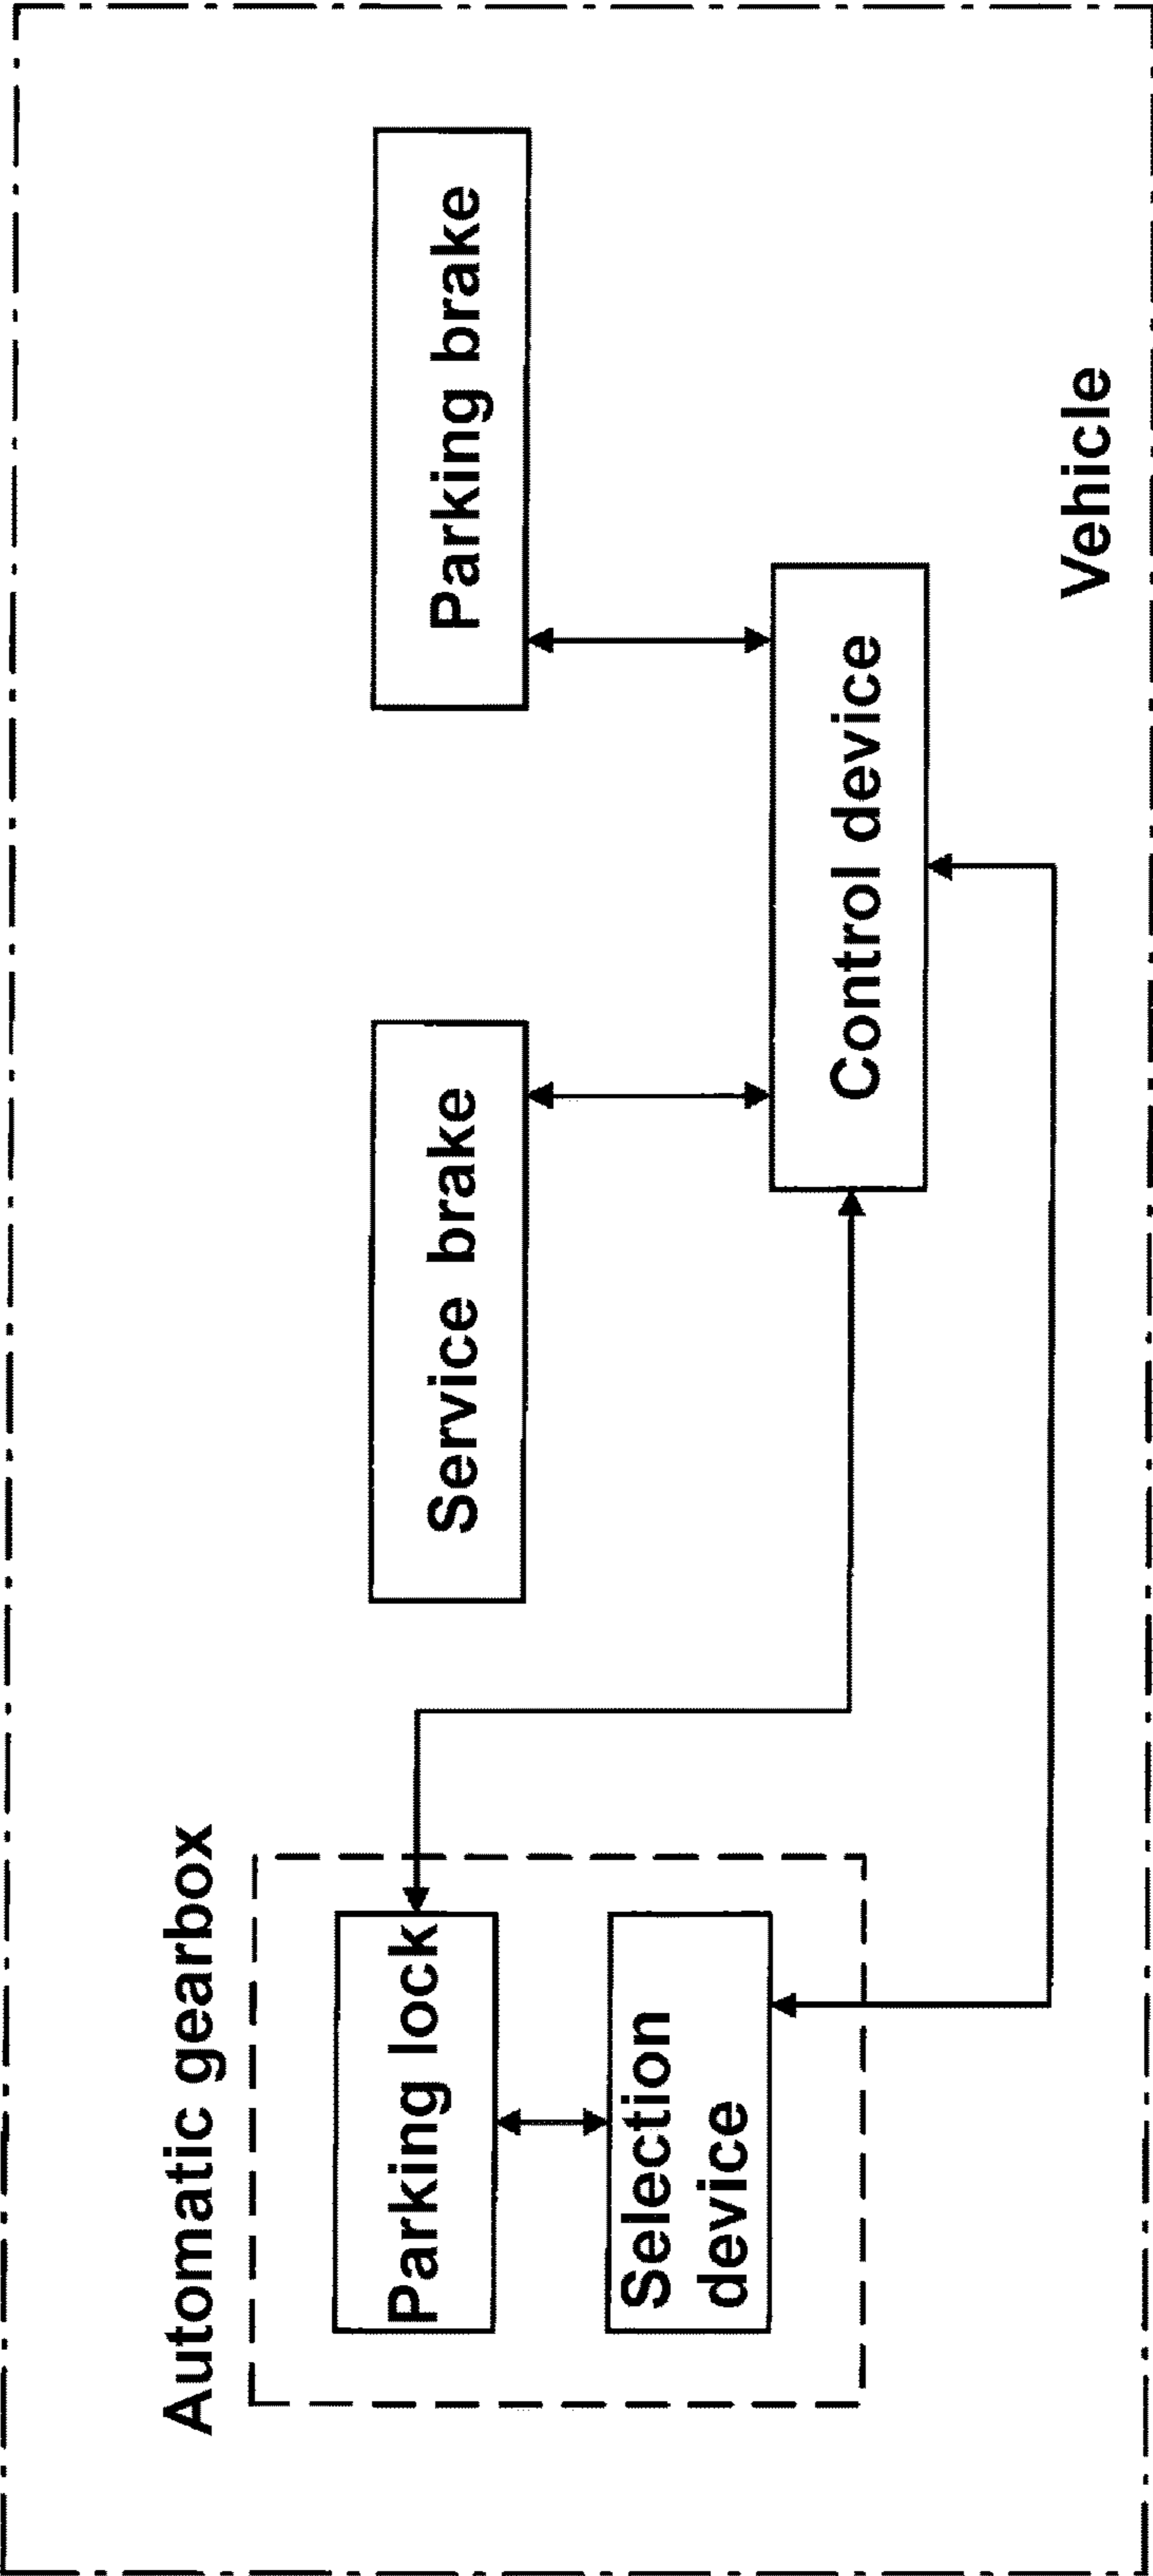 Automatic gearbox
Parking lock
Selection
device
Service brake
Parking brake
Control device
Vehicle